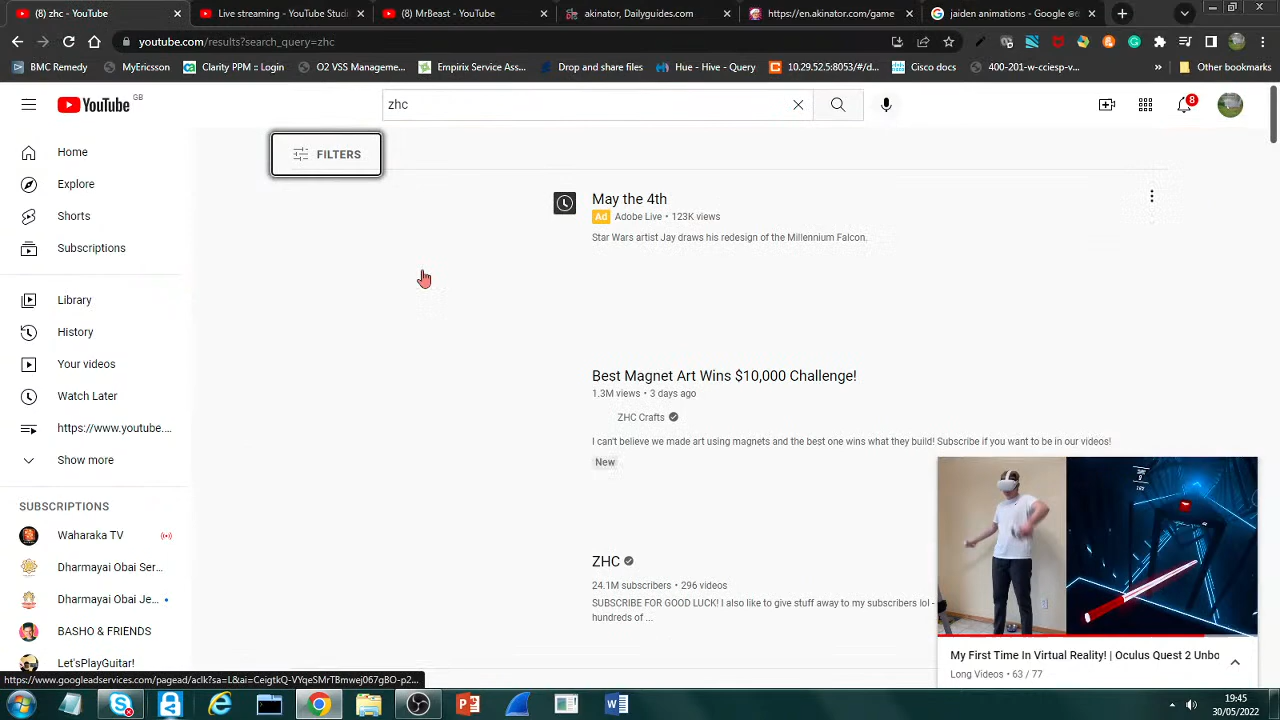 (8) zhc - YouTube
Live streaming - YouTube Studio
(8) MrBeast - YouTube
akinator, Dailyguides.com
https://en.akinator.com/game
jaiden animations - Google
youtube.com/results?search_query=zhc
BMC Remedy
MyEricsson
Clarity PPM :: Login
O2 VSS Manageme...
Empirix Service Assu...
Drop and share files
Hue - Hive - Query
10.29.52.5:8053/#/d...
Cisco docs
400-201-w-cciesp-v...
»
Other bookmarks
YouTube GB
zhc
8
FILTERS
Home
Explore
Shorts
Subscriptions
Library
History
Your videos
Watch Later
https://www.youtube....
Show more
SUBSCRIPTIONS
Waharaka TV
Dharmayai Obai Ser...
Dharmayai Obai Je...
BASHO & FRIENDS
Let'sPlayGuitar!
May the 4th
Ad Adobe Live • 123K views
Star Wars artist Jay draws his redesign of the Millennium Falcon.
Best Magnet Art Wins $10,000 Challenge!
1.3M views • 3 days ago
ZHC Crafts
I can't believe we made art using magnets and the best one wins what they build! Subscribe if you want to be in our videos!
New
ZHC
24.1M subscribers • 296 videos
SUBSCRIBE FOR GOOD LUCK! I also like to give stuff away to my subscribers lol -
hundreds of ...
My First Time In Virtual Reality! | Oculus Quest 2 Unbo
Long Videos • 63 / 77
19:45
30/05/2022